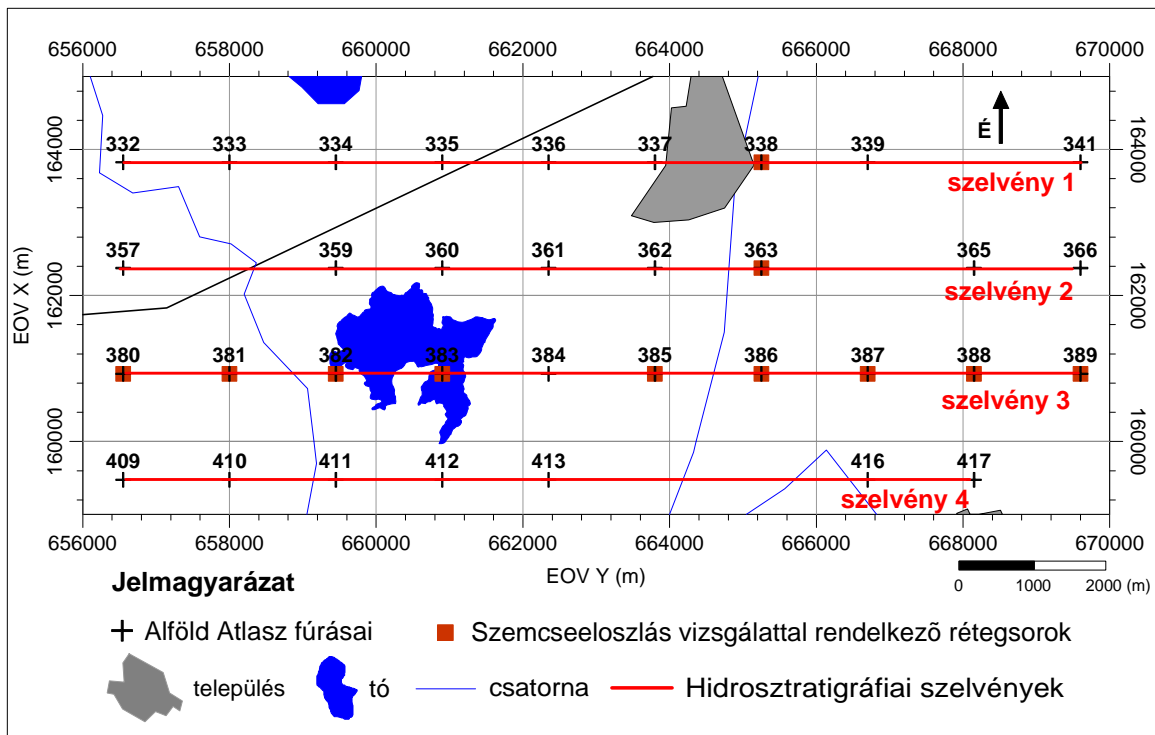 656000 658000 660000 662000 664000 666000 668000 670000
É
164000 164000
332 333 334 335 336 337 338 339 341
szelvény 1
357 359 360 361 362 363 365 366
162000 162000
szelvény 2
EOV X (m)
380 381 382 383 384 385 386 387 388 389
szelvény 3
160000 160000
409 410 411 412 413 416 417
szelvény 4
656000 658000 660000 662000 664000 666000 668000 670000
EOV Y (m)
0 1000 2000 (m)
Jelmagyarázat
Alföld Atlasz fúrásai
Szemcseeloszlás vizsgálattal rendelkezõ rétegsorok
település
tó
csatorna
Hidrosztratigráfiai szelvények